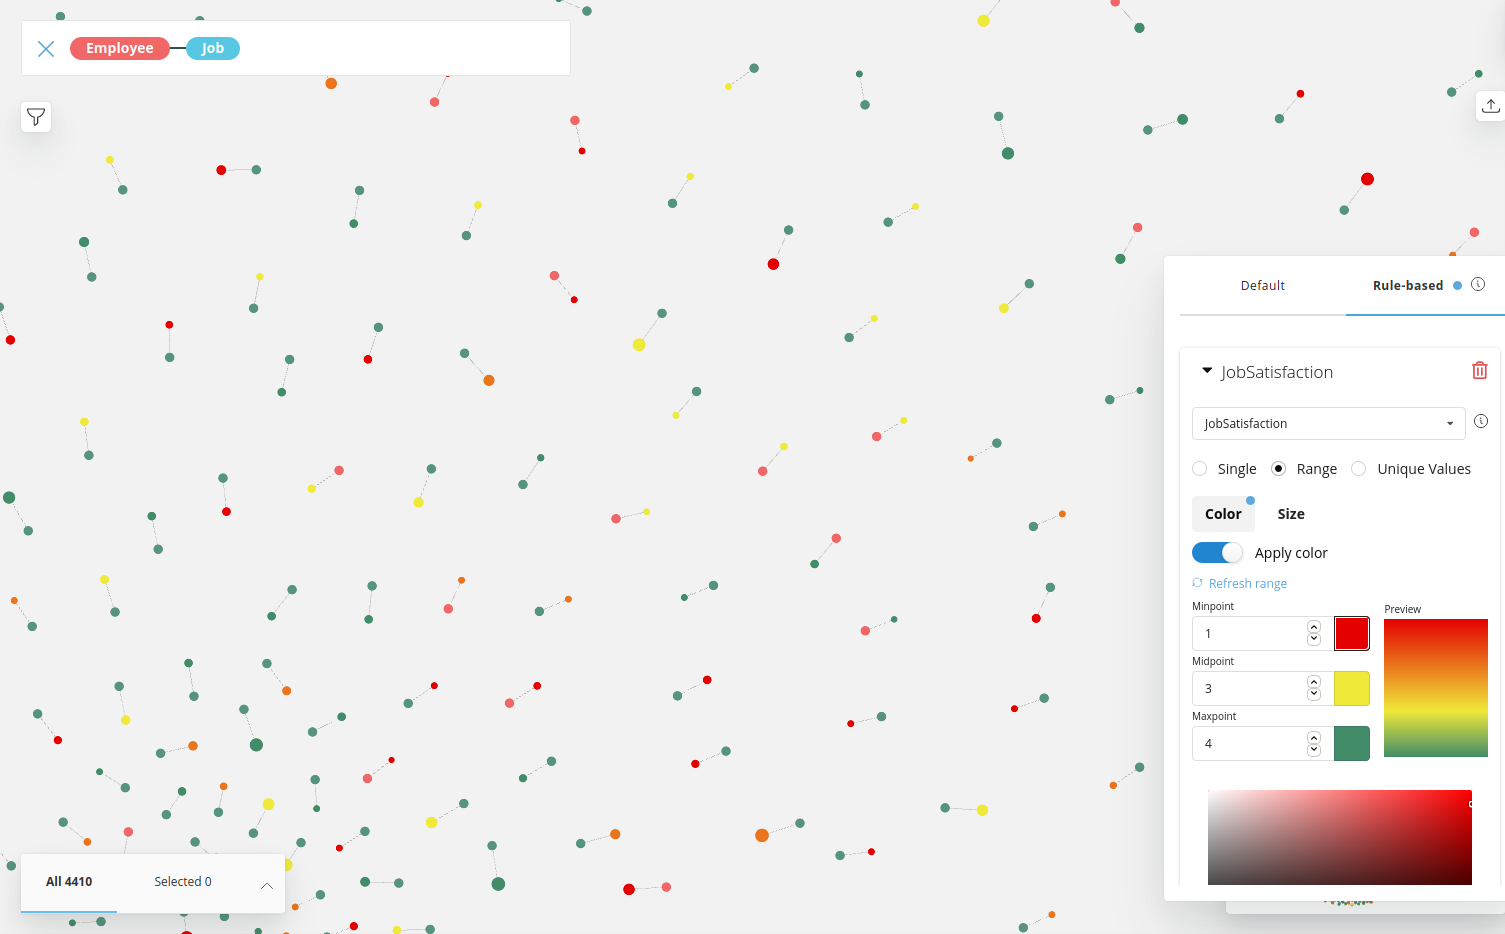 Employee Job
Default Rule-based
JobSatisfaction
JobSatisfaction
Single Range Unique Values
Color Size
Apply color
Refresh range
Minpoint Preview
1
Midpoint
3
Maxpoint
4
All 4410 Selected 0